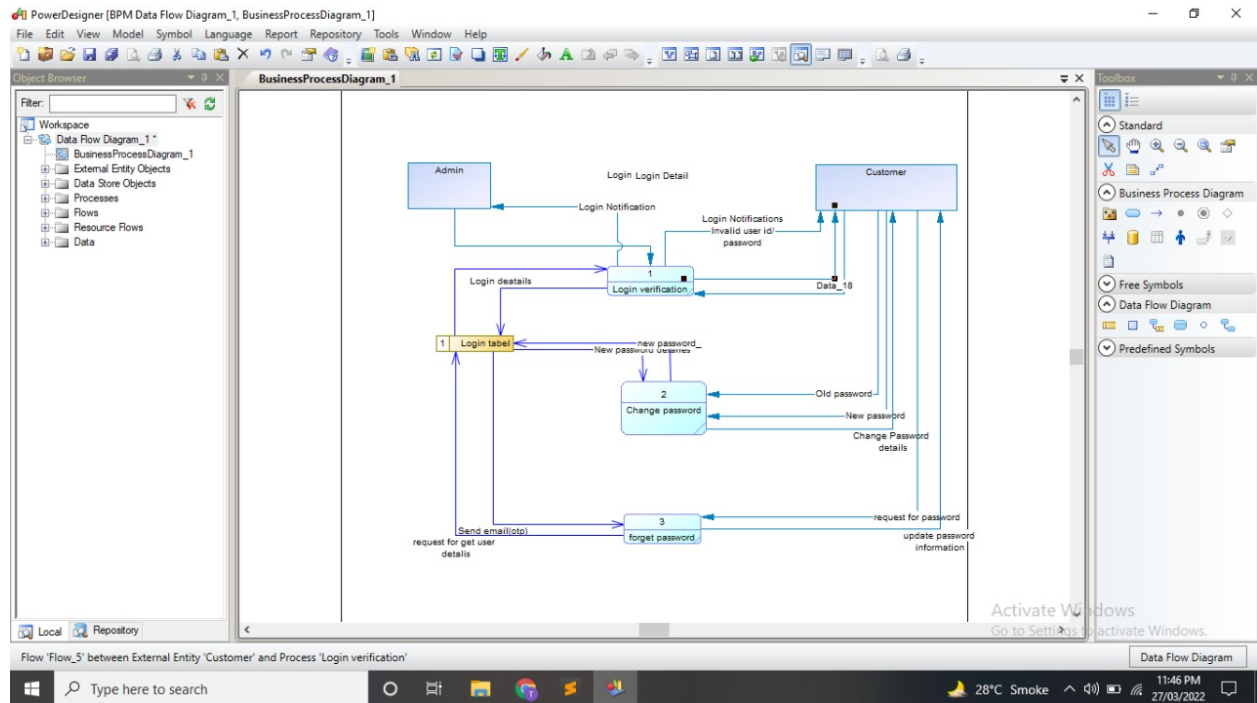 PowerDesigner [BPM Data Flow Diagram_1, BusinessProcessDiagram_1]
File Edit View Model Symbol Language Report Repository Tools Window Help
Object Browser
BusinessProcessDiagram_1
Toolbox
Filter:
Workspace
Data Flow Diagram_1 *
BusinessProcessDiagram_1
External Entity Objects
Data Store Objects
Processes
Flows
Resource Flows
Data
Local Repository
Admin
Login Login Detail
Customer
Login Notification
Login Notifications
Invalid user id/
password
1
Login verification
Data_18
Login deatails
1 Login tabel
new password_
New password
2
Change password
Old password
New password
Change Password
details
3
forget password
request for password
update password
information
Send email(otp)
request for get user
detalis
Standard
Business Process Diagram
Free Symbols
Data Flow Diagram
Predefined Symbols
Activate Windows
Go to Settings to activate Windows.
Flow 'Flow_5' between External Entity 'Customer' and Process 'Login verification'
Data Flow Diagram
Type here to search
28°C Smoke
11:46 PM
27/03/2022